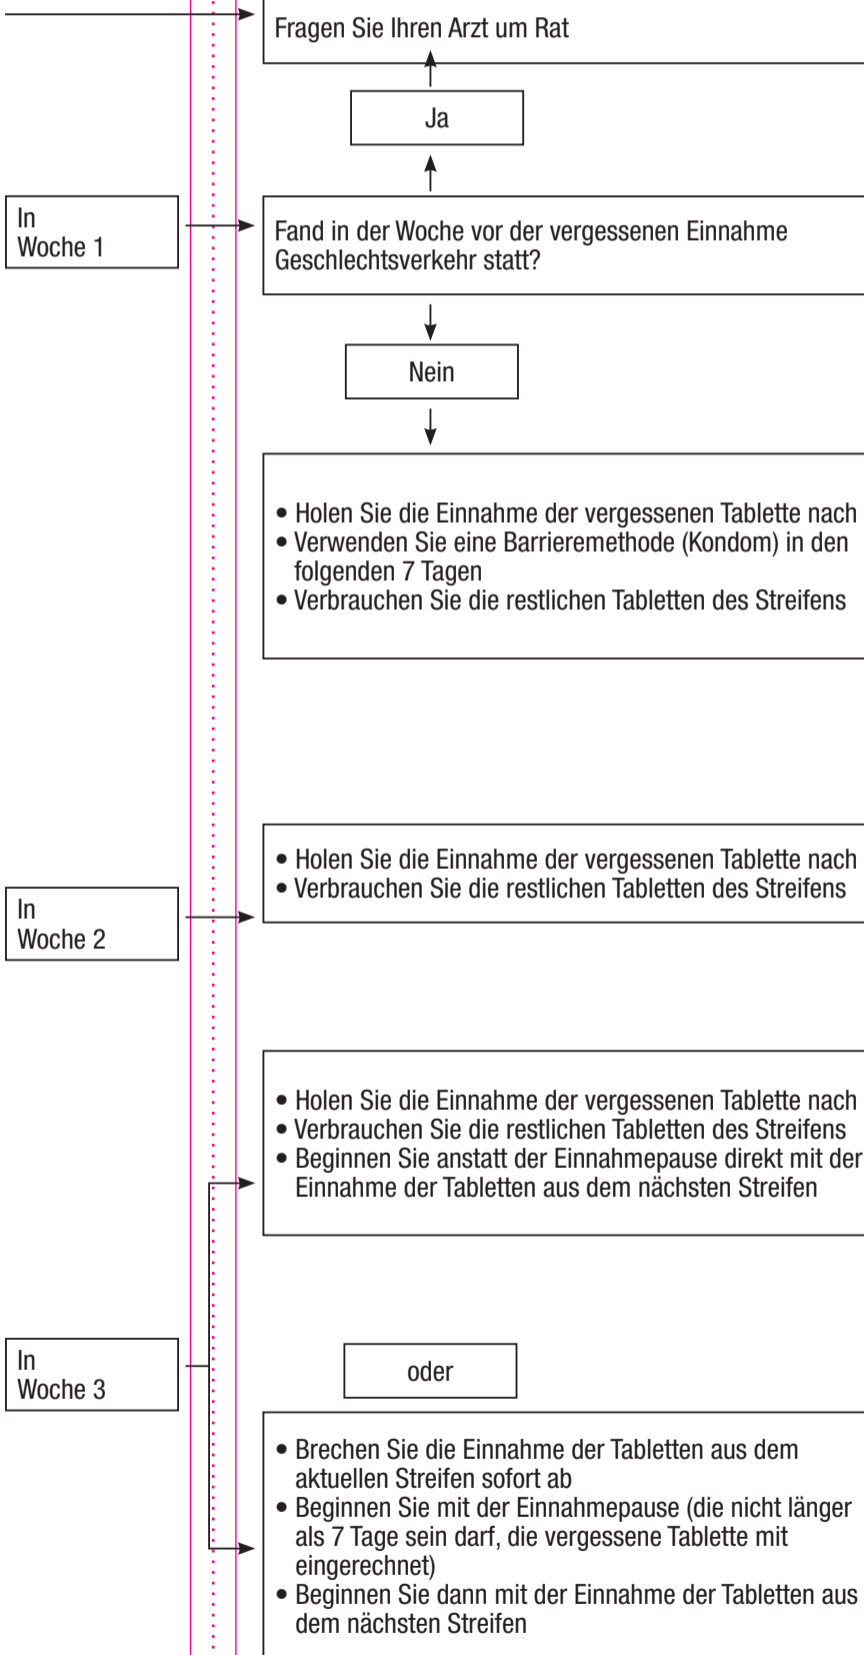 Fragen Sie Ihren Arzt um Rat
Ja
In
Woche 1
Fand in der Woche vor der vergessenen Einnahme
Geschlechtsverkehr statt?
Nein
• Holen Sie die Einnahme der vergessenen Tablette nach
• Verwenden Sie eine Barrieremethode (Kondom) in den
folgenden 7 Tagen
• Verbrauchen Sie die restlichen Tabletten des Streifens
In
Woche 2
• Holen Sie die Einnahme der vergessenen Tablette nach
• Verbrauchen Sie die restlichen Tabletten des Streifens
• Holen Sie die Einnahme der vergessenen Tablette nach
• Verbrauchen Sie die restlichen Tabletten des Streifens
• Beginnen Sie anstatt der Einnahmepause direkt mit der
Einnahme der Tabletten aus dem nächsten Streifen
In
Woche 3
oder
• Brechen Sie die Einnahme der Tabletten aus dem
aktuellen Streifen sofort ab
• Beginnen Sie mit der Einnahmepause (die nicht länger
als 7 Tage sein darf, die vergessene Tablette mit
eingerechnet)
• Beginnen Sie dann mit der Einnahme der Tabletten aus
dem nächsten Streifen